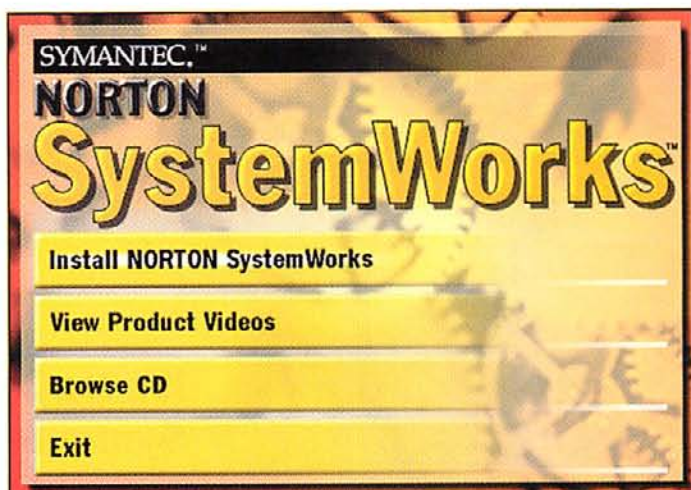 SYMANTEC.™
NORTON
SystemWorks™
Install NORTON SystemWorks
View Product Videos
Browse CD
Exit